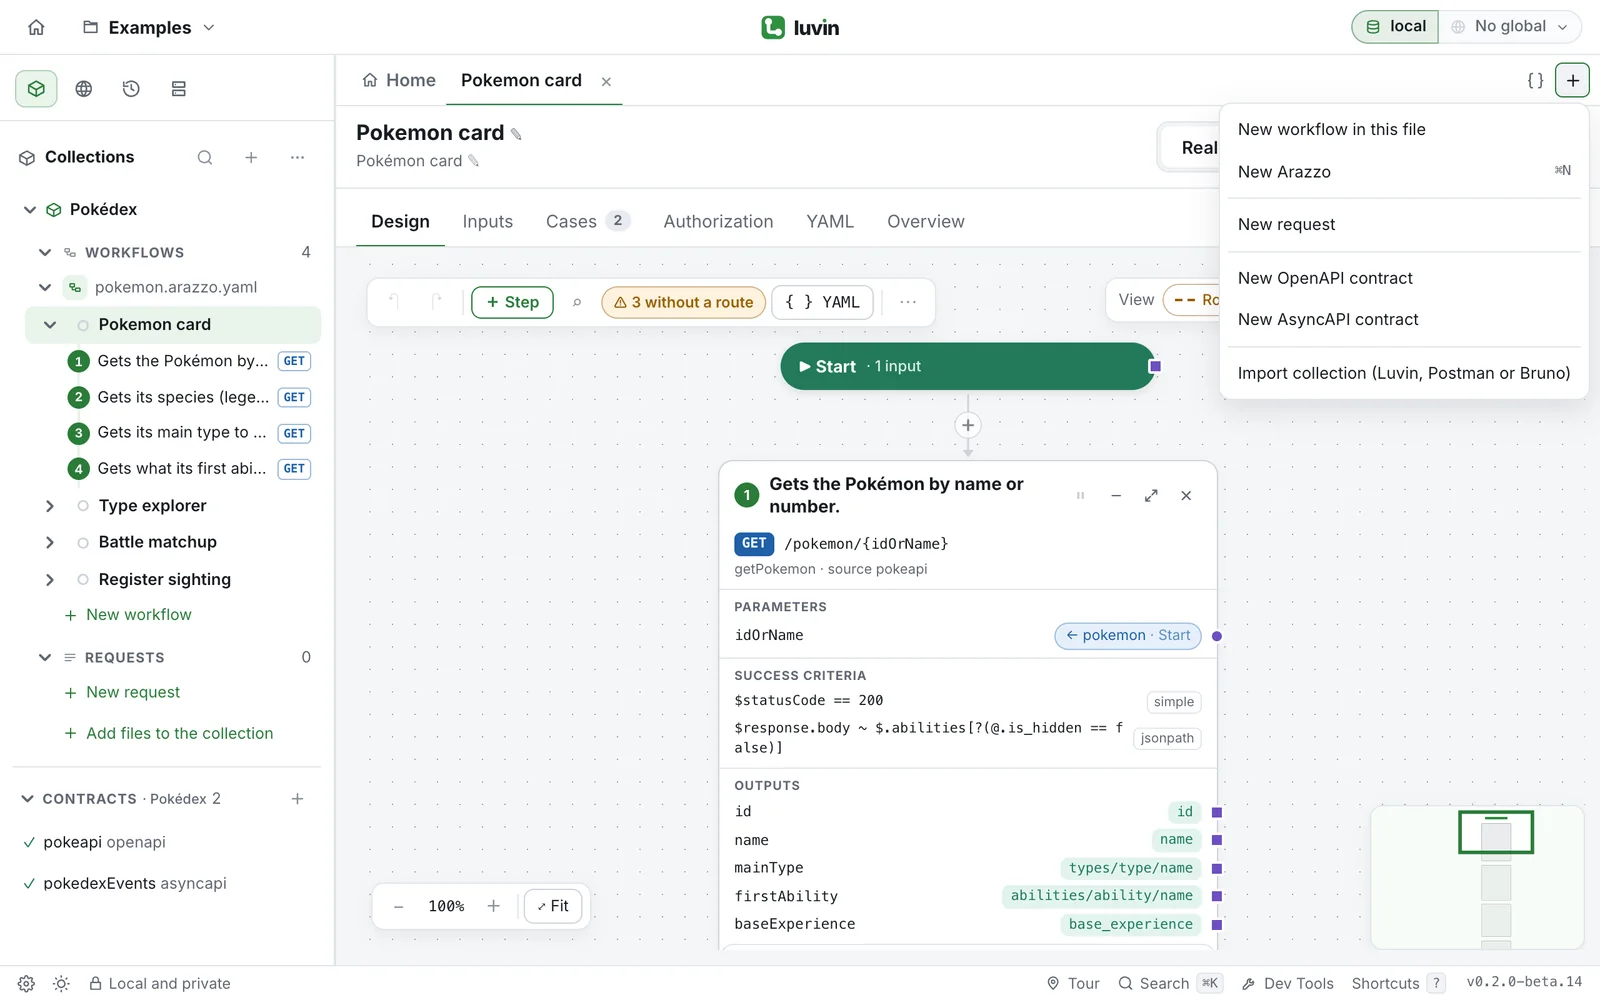 Examples
luvin
local
No global
Home
Pokemon card
{ }
+
Collections
Pokédex
WORKFLOWS 4
pokemon.arazzo.yaml
Pokemon card
1 Gets the Pokémon by... GET
2 Gets its species (lege... GET
3 Gets its main type to ... GET
4 Gets what its first abi... GET
Type explorer
Battle matchup
Register sighting
+ New workflow
REQUESTS 0
+ New request
+ Add files to the collection
CONTRACTS · Pokédex 2
pokeapi openapi
pokedexEvents asyncapi
Pokemon card
Pokémon card
Real
Design Inputs Cases 2 Authorization YAML Overview
+ Step
3 without a route
{ } YAML
...
View
Ro
New workflow in this file
New Arazzo ⌘N
New request
New OpenAPI contract
New AsyncAPI contract
Import collection (Luvin, Postman or Bruno)
Start · 1 input
+
1 Gets the Pokémon by name or
number.
GET /pokemon/{idOrName}
getPokemon · source pokeapi
PARAMETERS
idOrName ← pokemon · Start
SUCCESS CRITERIA
$statusCode == 200 simple
$response.body ~ $.abilities[?(@.is_hidden == f
alse)] jsonpath
OUTPUTS
id id
name name
mainType types/type/name
firstAbility abilities/ability/name
baseExperience base_experience
− 100% +
Fit
Local and private
Tour
Search ⌘K
Dev Tools
Shortcuts ?
v0.2.0-beta.14